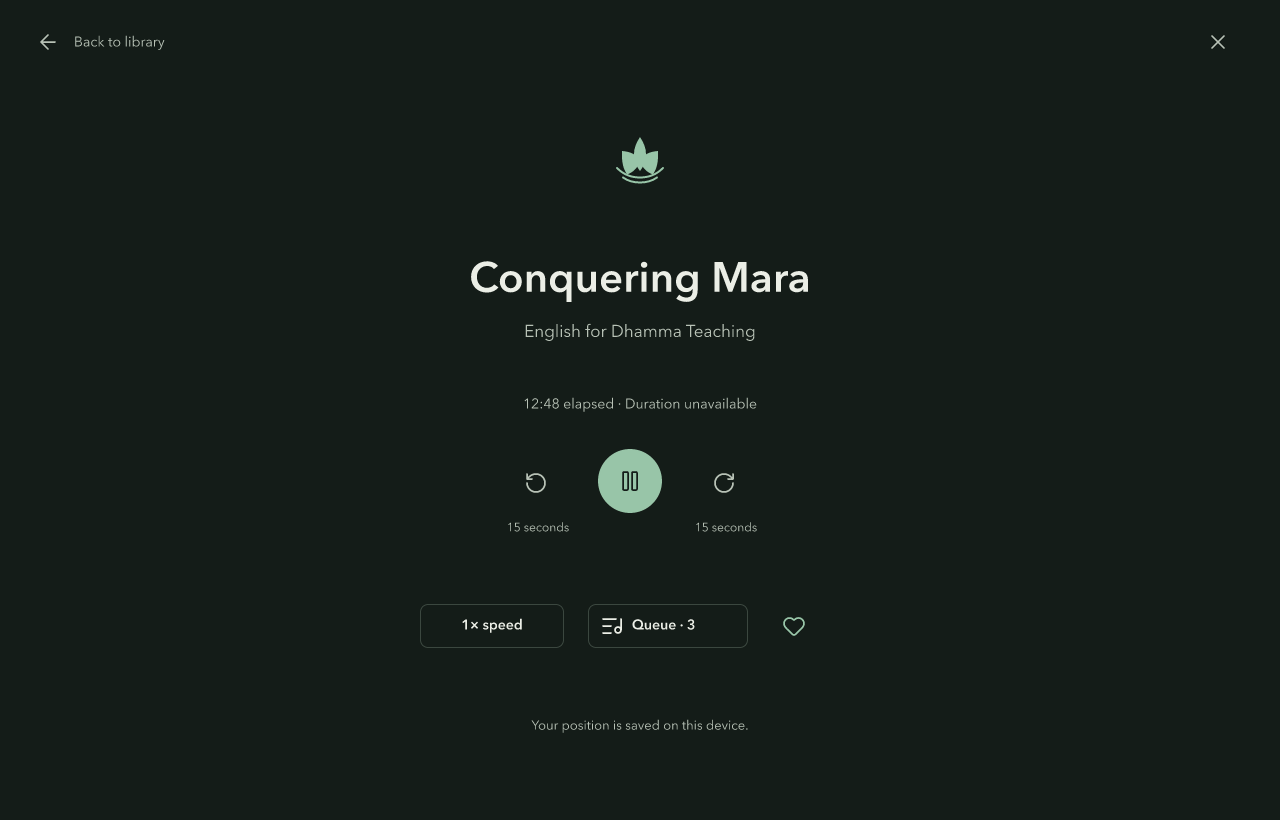 Back to library
Conquering Mara
English for Dhamma Teaching
12:48 elapsed · Duration unavailable
15 seconds
15 seconds
1× speed
Queue · 3
Your position is saved on this device.